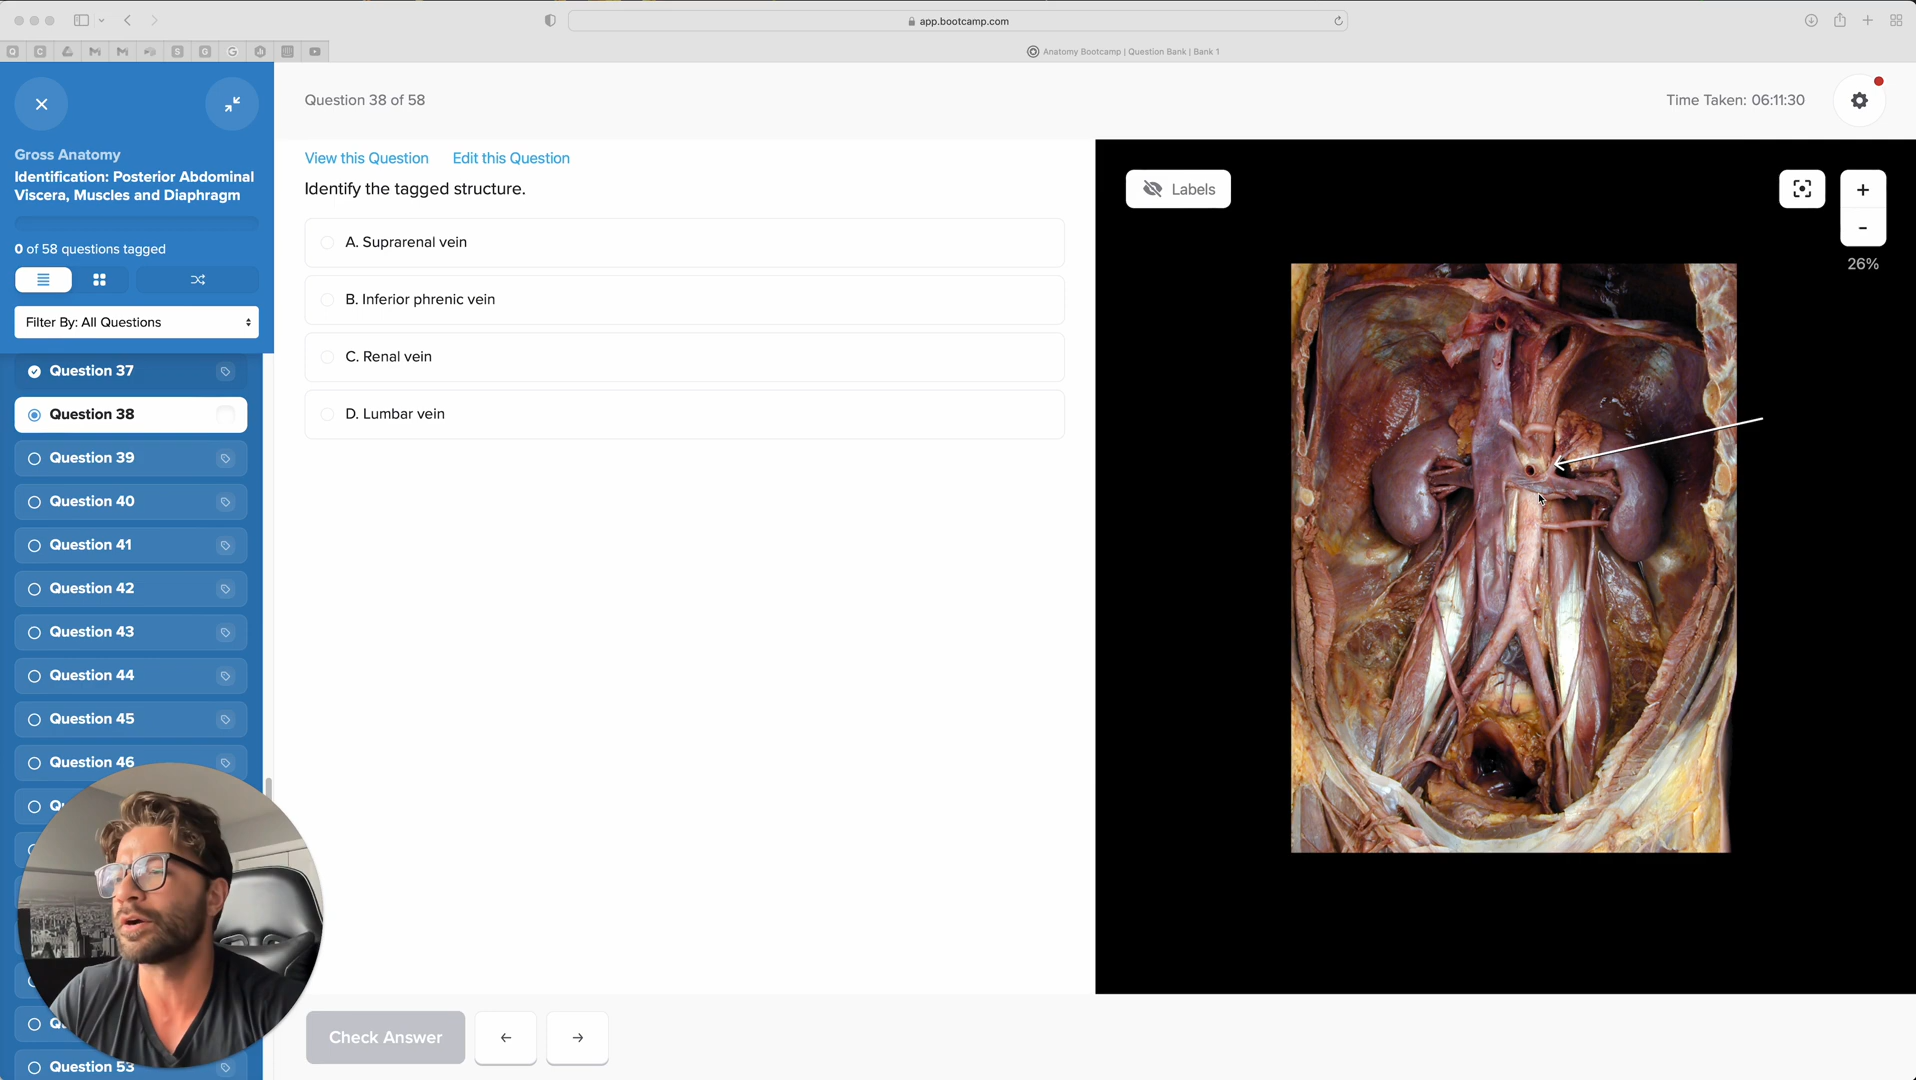 app.bootcamp.com
Anatomy Bootcamp | Question Bank | Bank 1
Question 38 of 58
Time Taken: 06:11:30
Gross Anatomy
Identification: Posterior Abdominal
Viscera, Muscles and Diaphragm
0 of 58 questions tagged
Filter By: All Questions
Question 37
Question 38
Question 39
Question 40
Question 41
Question 42
Question 43
Question 44
Question 45
Question 46
Question 53
View this Question Edit this Question
Identify the tagged structure.
A. Suprarenal vein
B. Inferior phrenic vein
C. Renal vein
D. Lumbar vein
Check Answer
Labels
+
-
26%